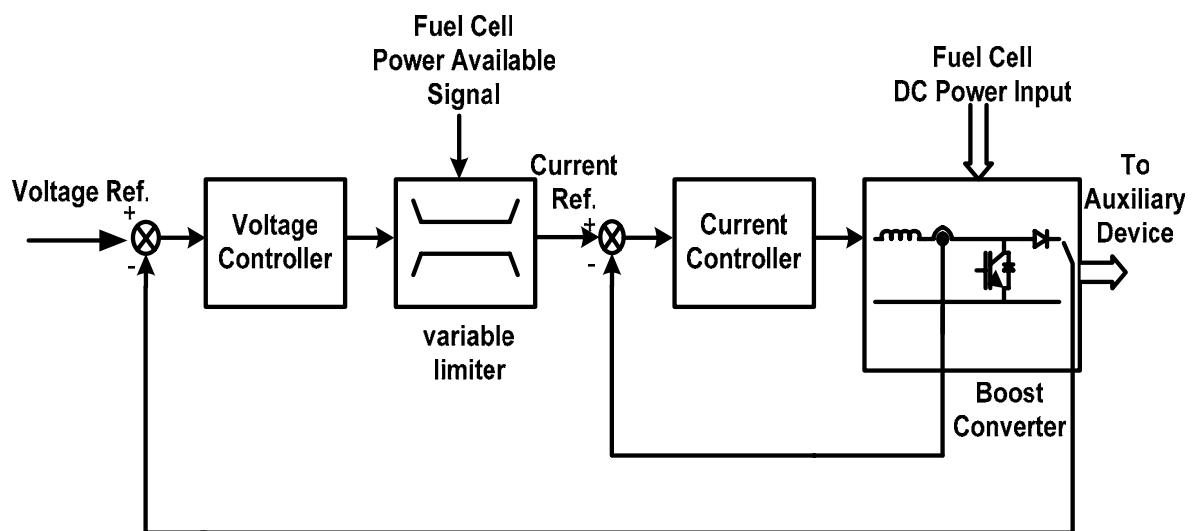 Fuel Cell
Power Available
Signal
Fuel Cell
DC Power Input
Voltage Ref.
+
-
Voltage
Controller
variable
limiter
Current
Ref.
+
-
Current
Controller
To
Auxiliary
Device
Boost
Converter